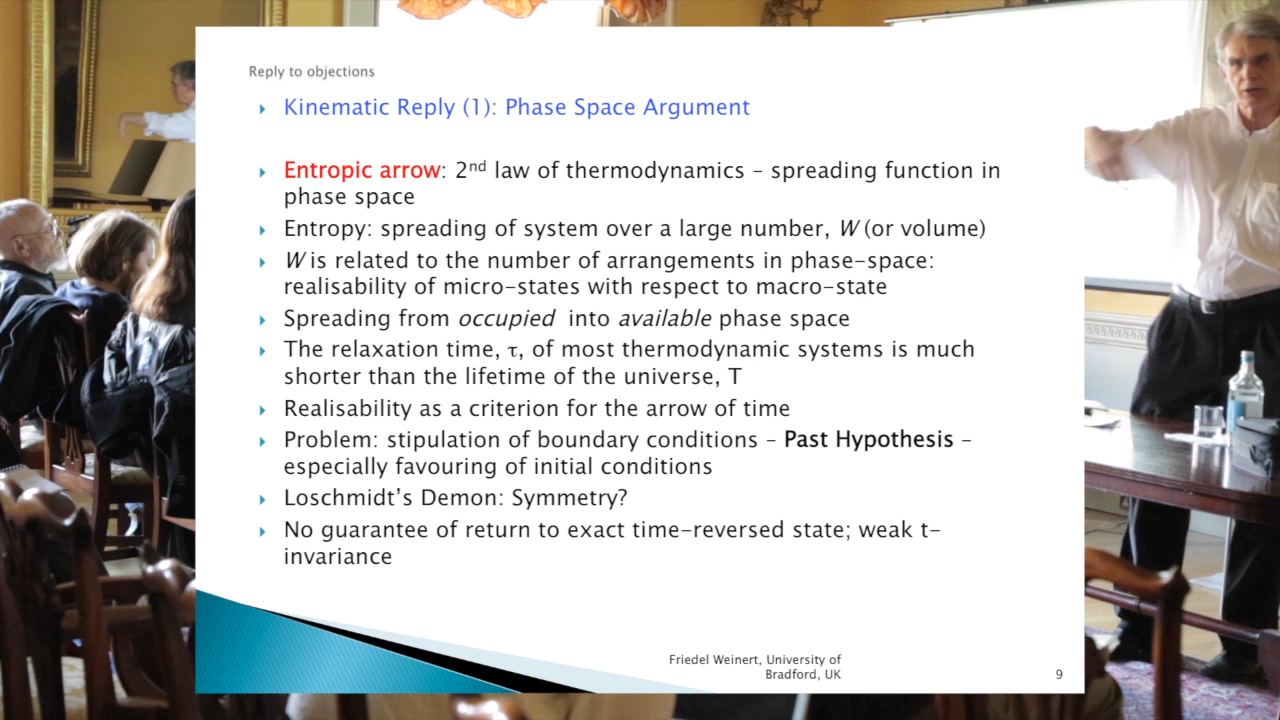 Reply to objections
Kinematic Reply (1): Phase Space Argument
Entropic arrow: 2nd law of thermodynamics – spreading function in
phase space
Entropy: spreading of system over a large number, W (or volume)
W is related to the number of arrangements in phase-space:
realisability of micro-states with respect to macro-state
Spreading from occupied into available phase space
The relaxation time, τ, of most thermodynamic systems is much
shorter than the lifetime of the universe, T
Realisability as a criterion for the arrow of time
Problem: stipulation of boundary conditions – Past Hypothesis –
especially favouring of initial conditions
Loschmidt’s Demon: Symmetry?
No guarantee of return to exact time-reversed state; weak t-
invariance
Friedel Weinert, University of
Bradford, UK
9